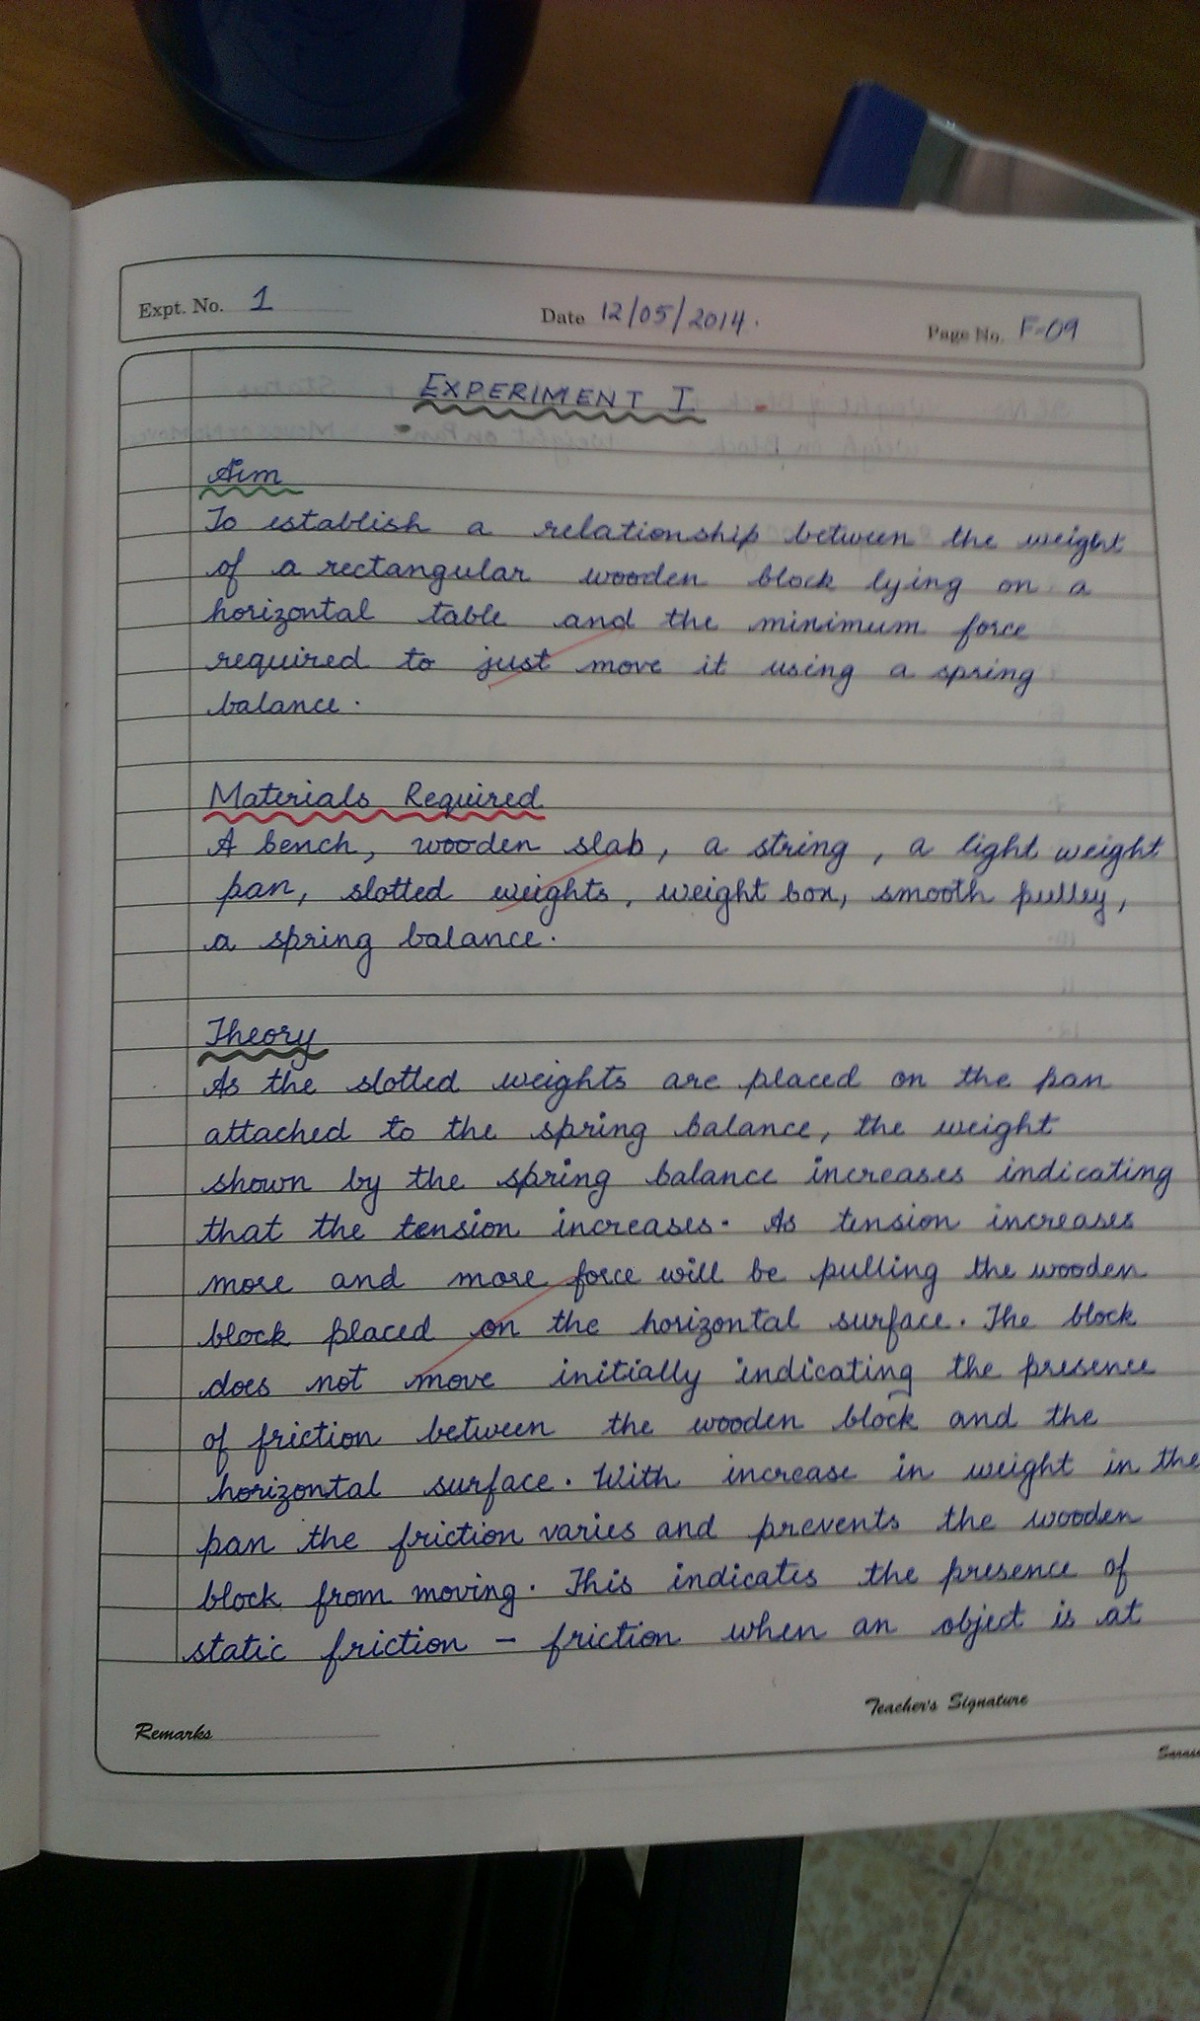 Expt. No. 1 Date 12/05/2014. Page No. F-09
EXPERIMENT I
Aim
To establish a relationship between the weight
of a rectangular wooden block lying on a
horizontal table and the minimum force
required to just move it using a spring
balance.
Materials Required
A bench, wooden slab, a string, a light weight
pan, slotted weights, weight box, smooth pulley,
a spring balance.
Theory
As the slotted weights are placed on the pan
attached to the spring balance, the weight
shown by the spring balance increases indicating
that the tension increases. As tension increases
more and more force will be pulling the wooden
block placed on the horizontal surface. The block
does not move initially indicating the presence
of friction between the wooden block and the
horizontal surface. With increase in weight in the
pan the friction varies and prevents the wooden
block from moving. This indicates the presence of
static friction - friction when an object is at
Teacher's Signature
Remarks